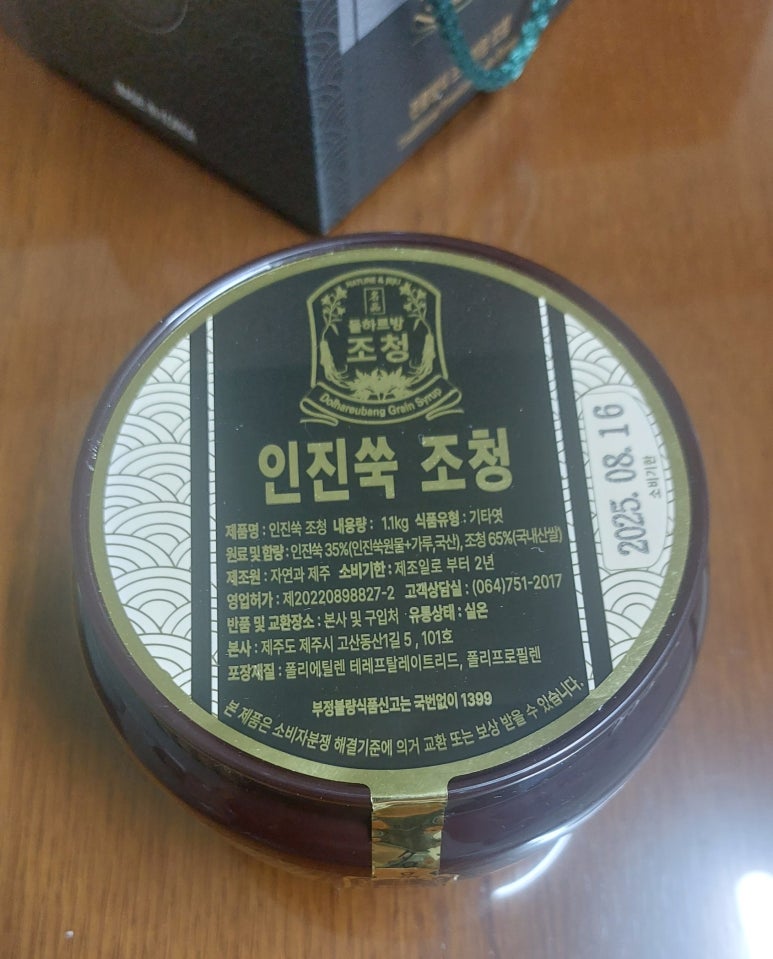 MADE IN KOREA
NATURE & JEJU
名品
돌하르방
조청
Dolhareubang Grain Syrup
인진쑥 조청
제품명 : 인진쑥 조청 내용량 : 1.1kg 식품유형 : 기타엿
원료 및 함량 : 인진쑥 35%(인진쑥원물+가루,국산), 조청 65%(국내산쌀)
제조원 : 자연과 제주 소비기한 : 제조일로 부터 2년
영업허가 : 제20220898827-2 고객상담실 : (064)751-2017
반품 및 교환장소 : 본사 및 구입처 유통상태 : 실온
본사 : 제주도 제주시 고산동산1길 5 , 101호
포장재질 : 폴리에틸렌 테레프탈레이트리드, 폴리프로필렌
부정불량식품신고는 국번없이 1399
본 제품은 소비자분쟁 해결기준에 의거 교환 또는 보상 받을 수 있습니다.
2025. 08. 16
소비기한